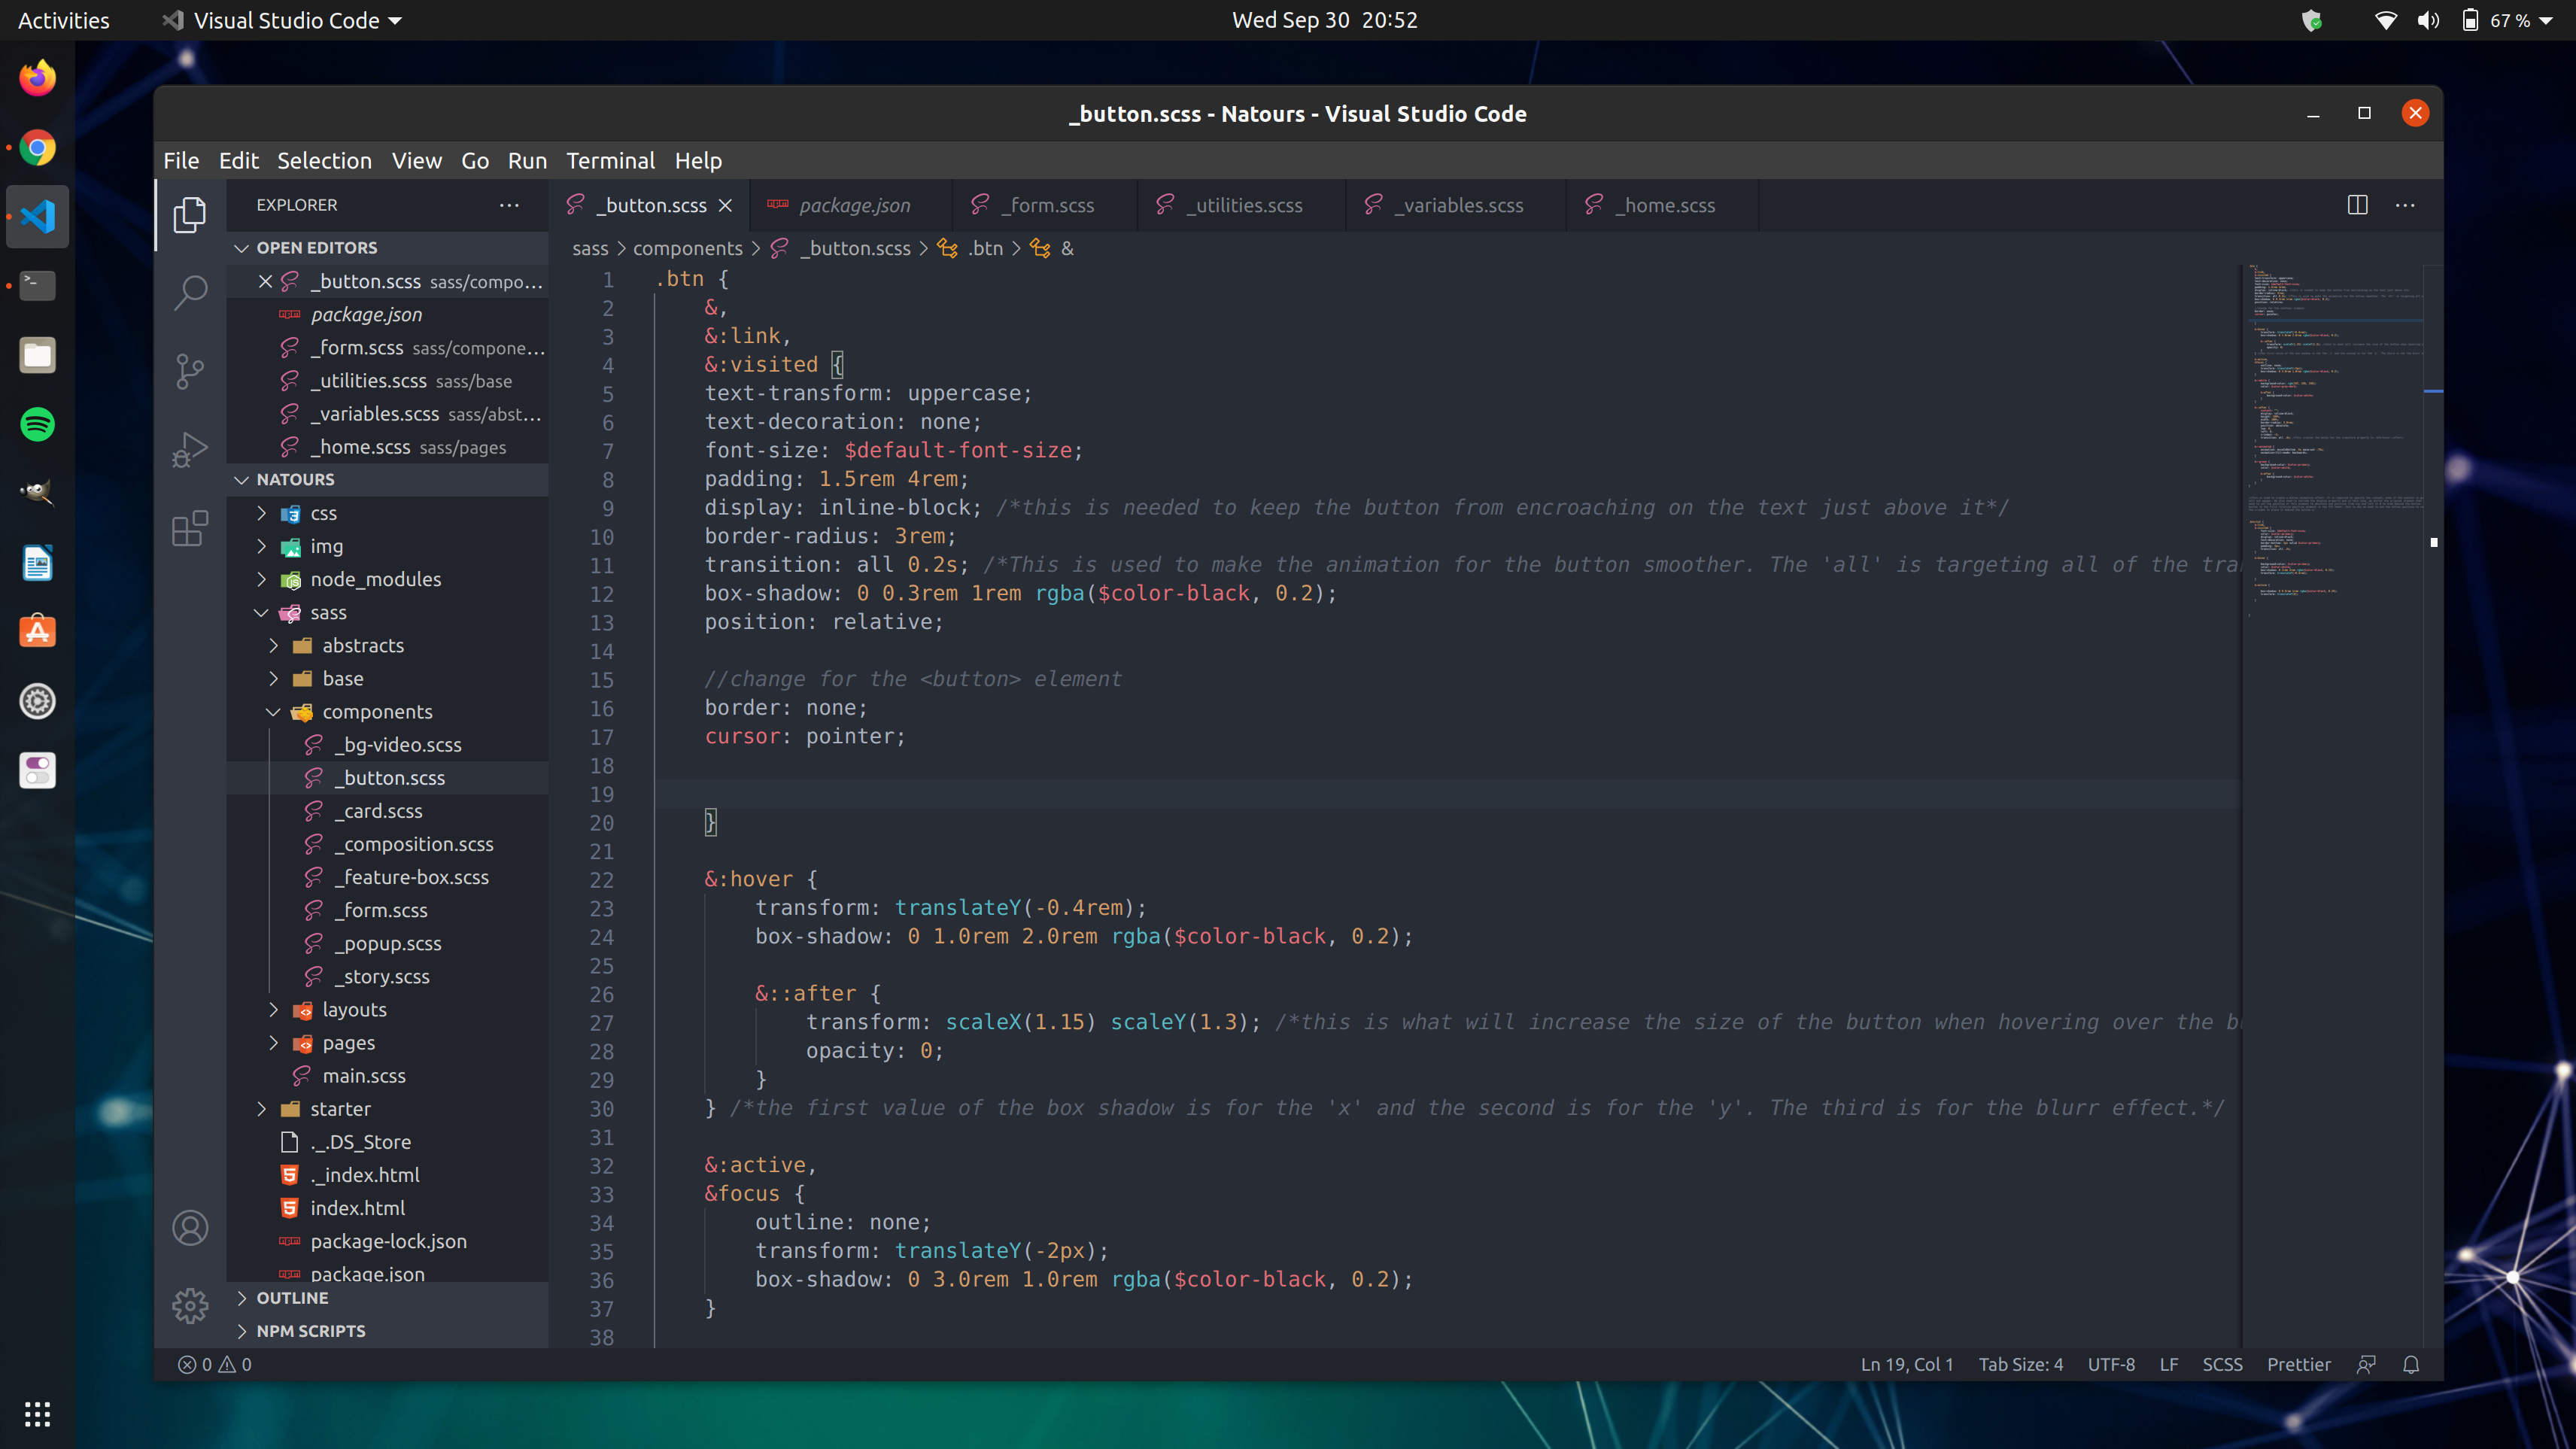 Activities
Visual Studio Code
Wed Sep 30 20:52
67 %
_button.scss - Natours - Visual Studio Code
File Edit Selection View Go Run Terminal Help
EXPLORER
OPEN EDITORS
_button.scss sass/compo...
package.json
_form.scss sass/compone...
_utilities.scss sass/base
_variables.scss sass/abst...
_home.scss sass/pages
NATOURS
css
img
node_modules
sass
abstracts
base
components
_bg-video.scss
_button.scss
_card.scss
_composition.scss
_feature-box.scss
_form.scss
_popup.scss
_story.scss
layouts
pages
main.scss
starter
._.DS_Store
._index.html
index.html
package-lock.json
package.json
OUTLINE
NPM SCRIPTS
_button.scss package.json _form.scss _utilities.scss _variables.scss _home.scss
sass > components > _button.scss > .btn > &
1 .btn {
2 &,
3 &:link,
4 &:visited {
5 text-transform: uppercase;
6 text-decoration: none;
7 font-size: $default-font-size;
8 padding: 1.5rem 4rem;
9 display: inline-block; /*this is needed to keep the button from encroaching on the text just above it*/
10 border-radius: 3rem;
11 transition: all 0.2s; /*This is used to make the animation for the button smoother. The 'all' is targeting all of the tra
12 box-shadow: 0 0.3rem 1rem rgba($color-black, 0.2);
13 position: relative;
14
15 //change for the <button> element
16 border: none;
17 cursor: pointer;
18
19
20 }
21
22 &:hover {
23 transform: translateY(-0.4rem);
24 box-shadow: 0 1.0rem 2.0rem rgba($color-black, 0.2);
25
26 &::after {
27 transform: scaleX(1.15) scaleY(1.3); /*this is what will increase the size of the button when hovering over the b
28 opacity: 0;
29 }
30 } /*the first value of the box shadow is for the 'x' and the second is for the 'y'. The third is for the blurr effect.*/
31
32 &:active,
33 &focus {
34 outline: none;
35 transform: translateY(-2px);
36 box-shadow: 0 3.0rem 1.0rem rgba($color-black, 0.2);
37 }
38
0 0
Ln 19, Col 1 Tab Size: 4 UTF-8 LF SCSS Prettier